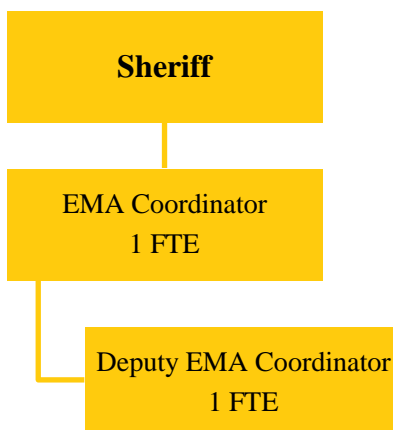 Sheriff
EMA Coordinator
1 FTE
Deputy EMA Coordinator
1 FTE